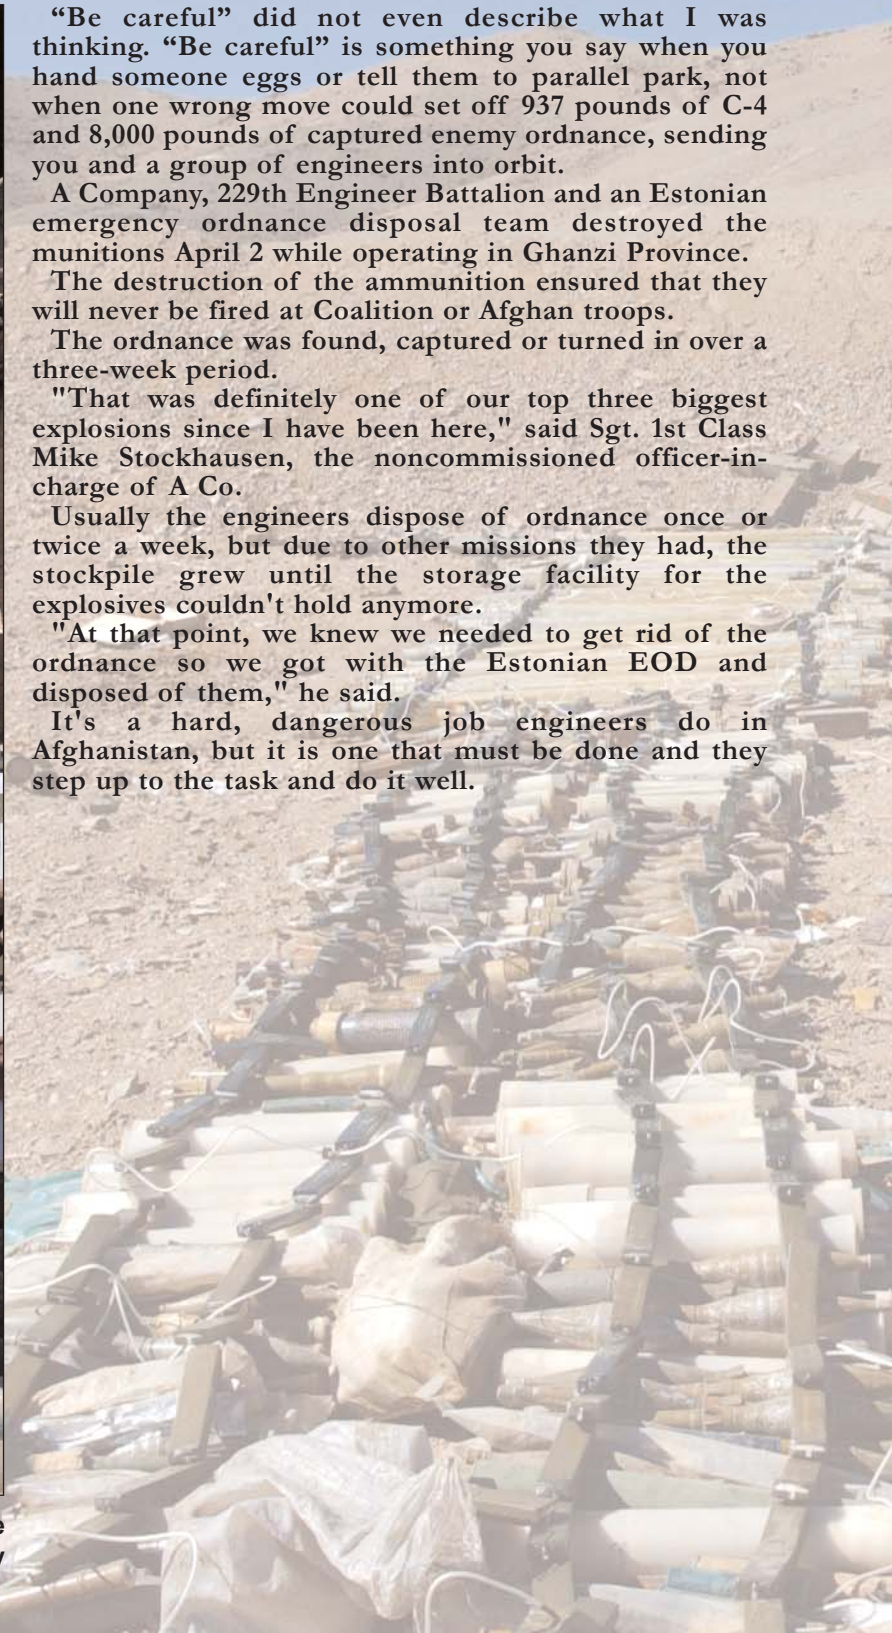 “Be careful” did not even describe what I was
thinking. “Be careful” is something you say when you
hand someone eggs or tell them to parallel park, not
when one wrong move could set off 937 pounds of C-4
and 8,000 pounds of captured enemy ordnance, sending
you and a group of engineers into orbit.
A Company, 229th Engineer Battalion and an Estonian
emergency ordnance disposal team destroyed the
munitions April 2 while operating in Ghanzi Province.
The destruction of the ammunition ensured that they
will never be fired at Coalition or Afghan troops.
The ordnance was found, captured or turned in over a
three-week period.
"That was definitely one of our top three biggest
explosions since I have been here," said Sgt. 1st Class
Mike Stockhausen, the noncommissioned officer-in-
charge of A Co.
Usually the engineers dispose of ordnance once or
twice a week, but due to other missions they had, the
stockpile grew until the storage facility for the
explosives couldn't hold anymore.
"At that point, we knew we needed to get rid of the
ordnance so we got with the Estonian EOD and
disposed of them," he said.
It's a hard, dangerous job engineers do in
Afghanistan, but it is one that must be done and they
step up to the task and do it well.